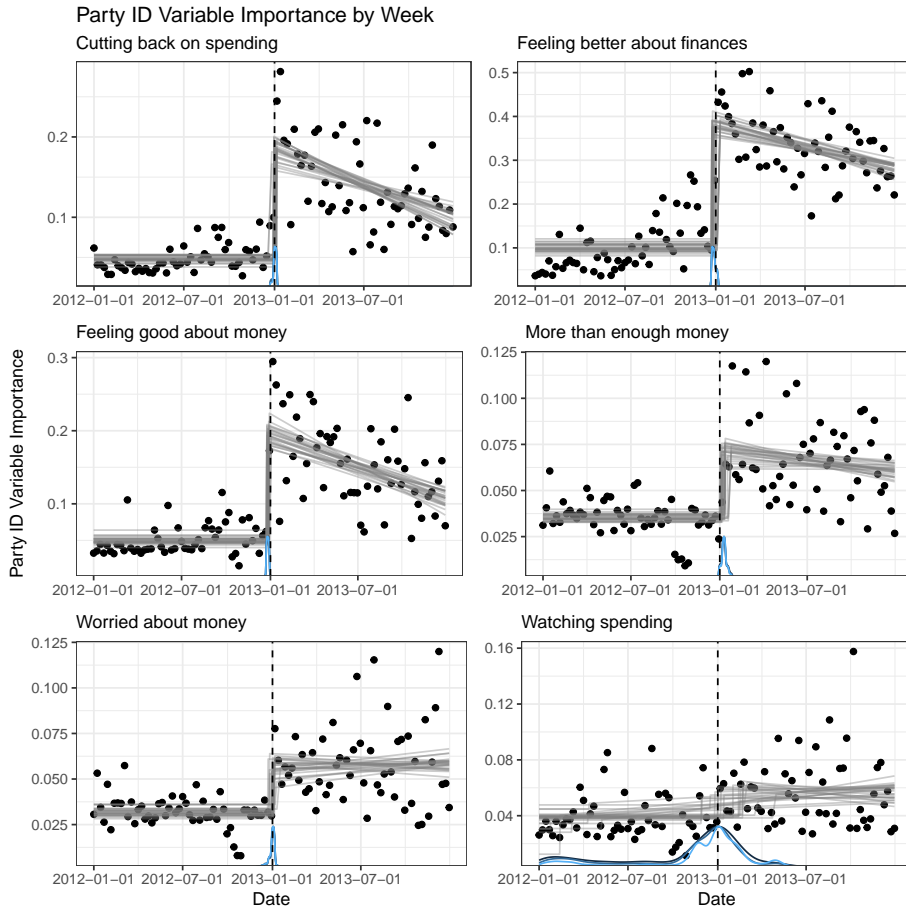 Party ID Variable Importance by Week
Cutting back on spending
Feeling better about finances
0.2
0.1
2012−01−01 2012−07−01 2013−01−01 2013−07−01
0.5
0.4
0.3
0.2
0.1
2012−01−01 2012−07−01 2013−01−01 2013−07−01
Feeling good about money
More than enough money
Party ID Variable Importance
0.3
0.2
0.1
2012−01−01 2012−07−01 2013−01−01 2013−07−01
0.125
0.100
0.075
0.050
0.025
2012−01−01 2012−07−01 2013−01−01 2013−07−01
Worried about money
Watching spending
0.125
0.100
0.075
0.050
0.025
2012−01−01 2012−07−01 2013−01−01 2013−07−01
Date
0.16
0.12
0.08
0.04
2012−01−01 2012−07−01 2013−01−01 2013−07−01
Date